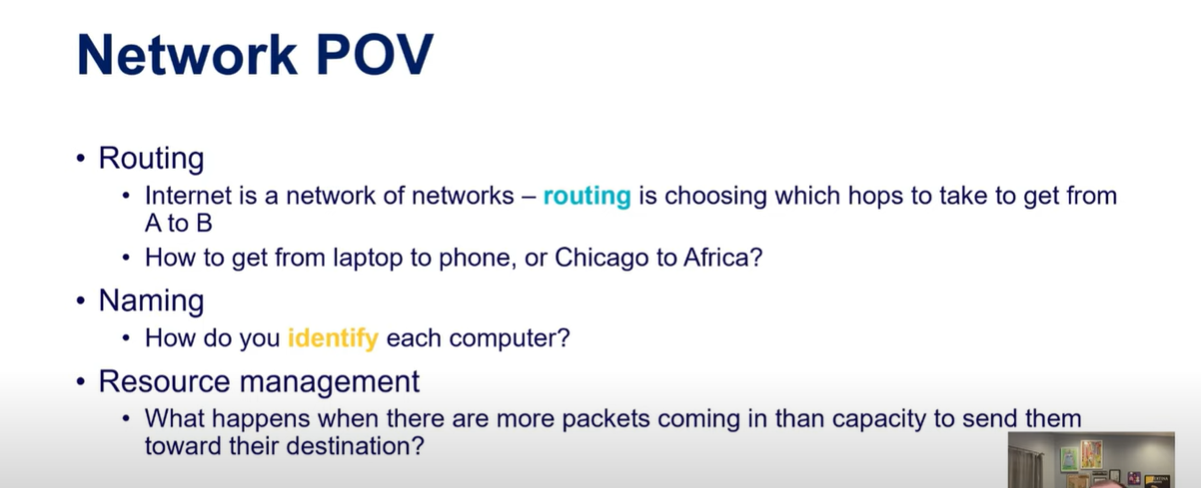 Network POV
• Routing
• Internet is a network of networks – routing is choosing which hops to take to get from
A to B
• How to get from laptop to phone, or Chicago to Africa?
• Naming
• How do you identify each computer?
• Resource management
• What happens when there are more packets coming in than capacity to send them
toward their destination?